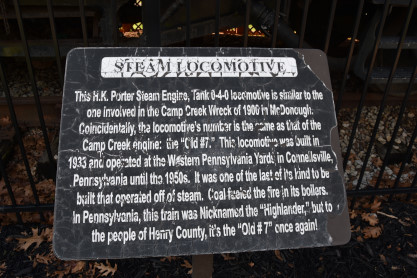 STEAM LOCOMOTIVE
This H.K. Porter Steam Engine, Tank 0-4-0 locomotive is similar to the
one involved in the Camp Creek Wreck of 1900 in McDonough.
Coincidentally, the locomotive's number is the same as that of the
Camp Creek engine: the "Old #7." This locomotive was built in
1933 and operated at the Western Pennsylvania Yards in Connelsville,
Pennsylvania until the 1950s. It was one of the last of its kind to be
built that operated off of steam. Coal fueled the fire in its boilers.
In Pennsylvania, this train was Nicknamed the "Highlander," but to
the people of Henry County, it's the "Old # 7" once again!